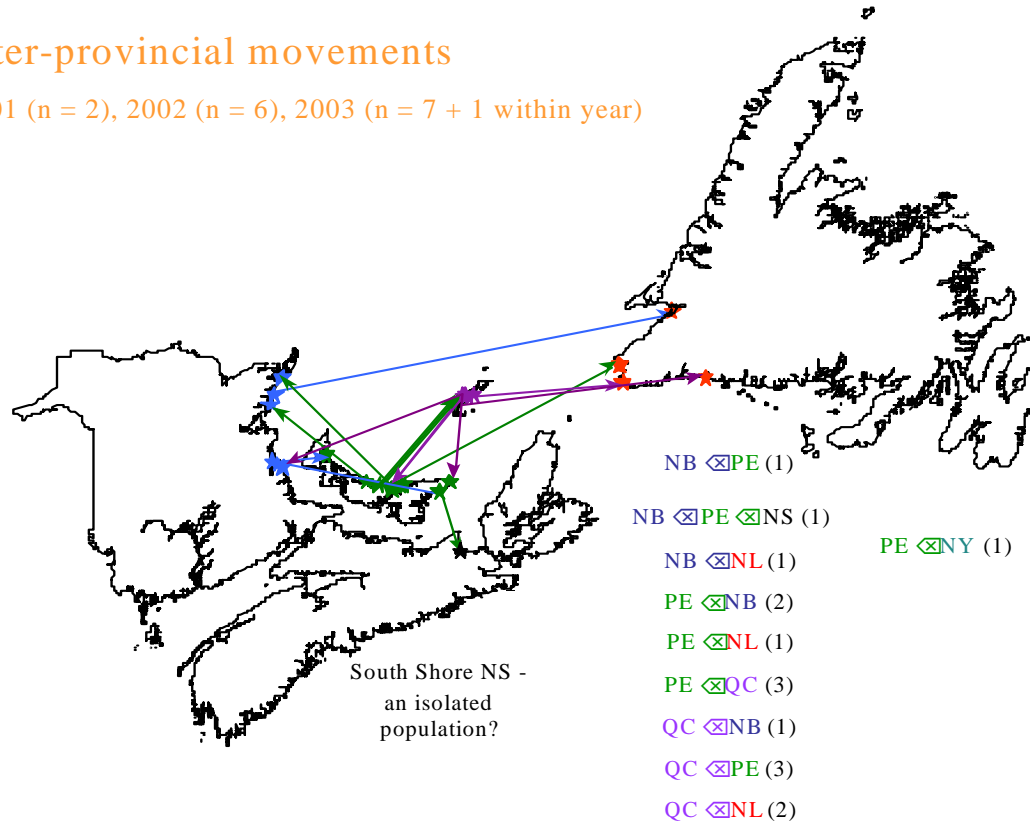 ter-provincial movements
01 (n = 2), 2002 (n = 6), 2003 (n = 7 + 1 within year)
NB ⌫PE (1)
NB ⌫PE ⌫NS (1)
PE ⌫NY (1)
NB ⌫NL (1)
PE ⌫NB (2)
PE ⌫NL (1)
PE ⌫QC (3)
QC ⌫NB (1)
QC ⌫PE (3)
QC ⌫NL (2)
South Shore NS -
an isolated
population?